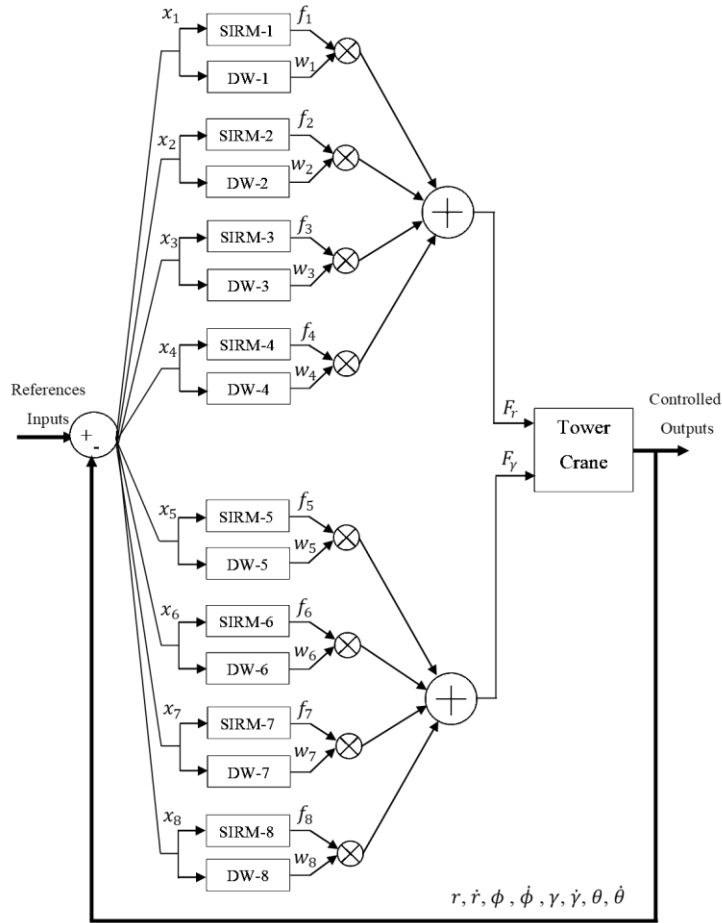 x₁
SIRM-1
f₁
DW-1
w₁
x₂
SIRM-2
f₂
DW-2
w₂
x₃
SIRM-3
f₃
DW-3
w₃
x₄
SIRM-4
f₄
DW-4
w₄
References
Inputs
+
-
+
Fᵣ
Fᵧ
Tower
Crane
Controlled
Outputs
x₅
SIRM-5
f₅
DW-5
w₅
x₆
SIRM-6
f₆
DW-6
w₆
x₇
SIRM-7
f₇
DW-7
w₇
+
x₈
SIRM-8
f₈
DW-8
w₈
r, ṙ, ϕ , ϕ̇ , γ, γ̇, θ, θ̇